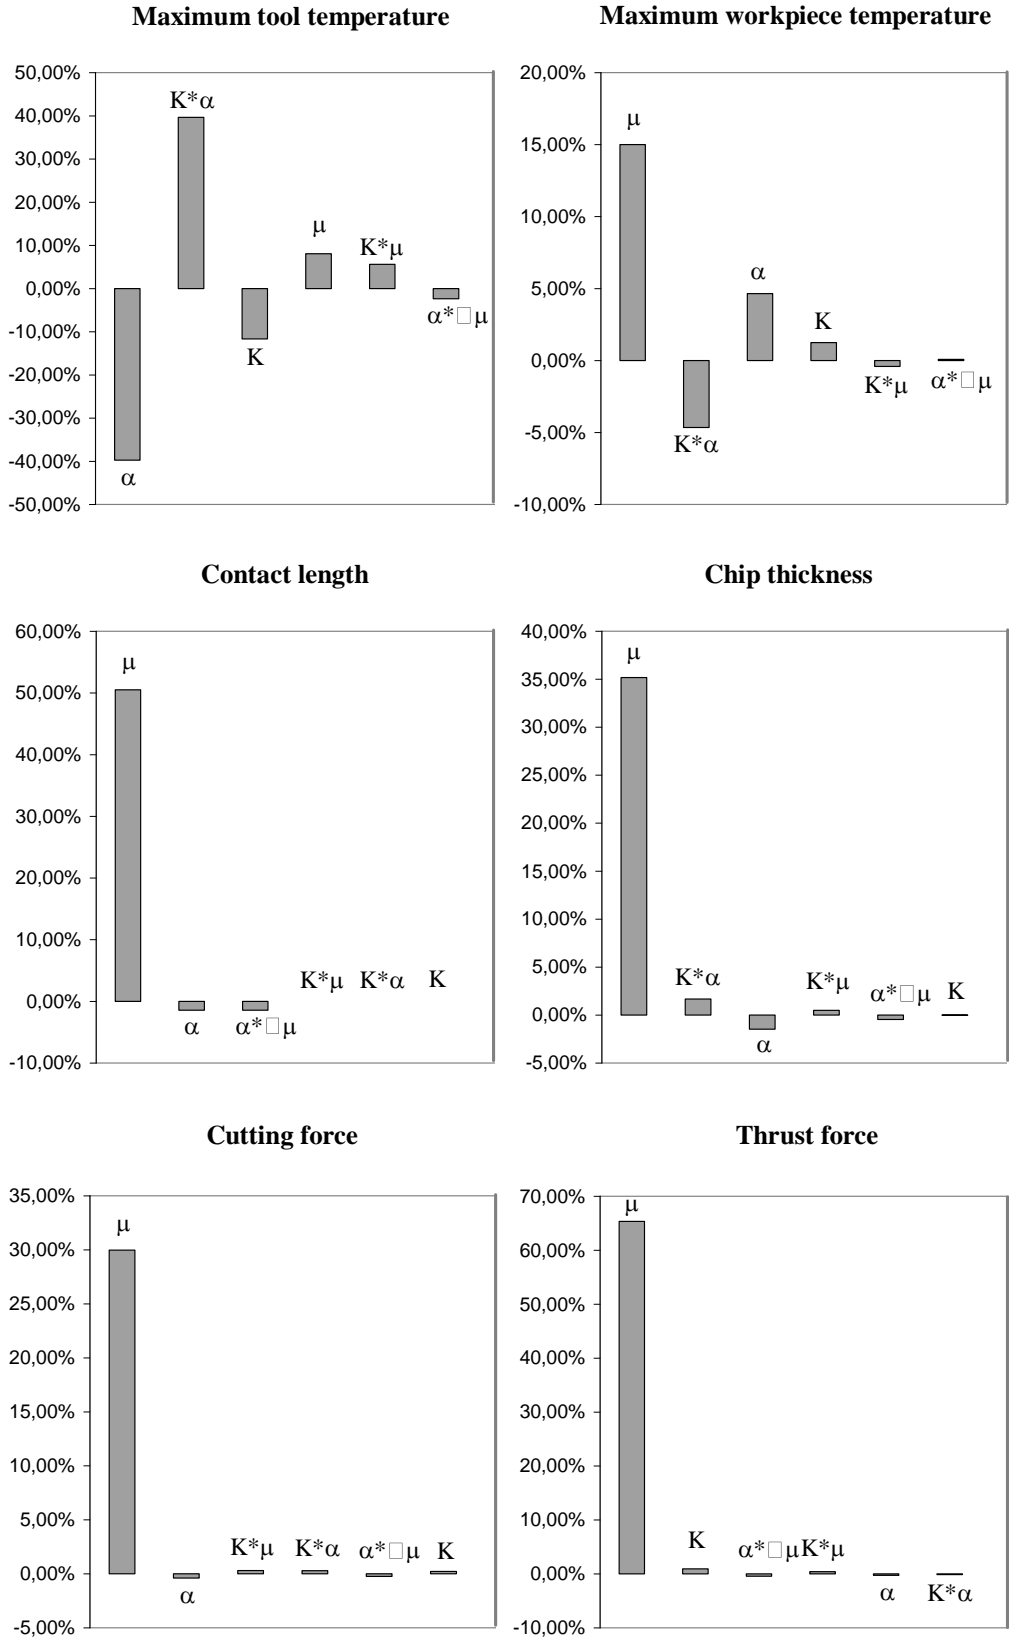 Maximum tool temperature
50,00%
40,00%
30,00%
20,00%
10,00%
0,00%
-10,00%
-20,00%
-30,00%
-40,00%
-50,00%
α
K*α
K
μ
K*μ
α*□μ
Maximum workpiece temperature
20,00%
15,00%
10,00%
5,00%
0,00%
-5,00%
-10,00%
μ
K*α
α
K
K*μ
α*□μ
Contact length
60,00%
50,00%
40,00%
30,00%
20,00%
10,00%
0,00%
-10,00%
μ
α
α*□μ
K*μ
K*α
K
Chip thickness
40,00%
35,00%
30,00%
25,00%
20,00%
15,00%
10,00%
5,00%
0,00%
-5,00%
μ
K*α
α
K*μ
α*□μ
K
Cutting force
35,00%
30,00%
25,00%
20,00%
15,00%
10,00%
5,00%
0,00%
-5,00%
μ
α
K*μ
K*α
α*□μ
K
Thrust force
70,00%
60,00%
50,00%
40,00%
30,00%
20,00%
10,00%
0,00%
-10,00%
μ
K
α*□μ
K*μ
α
K*α